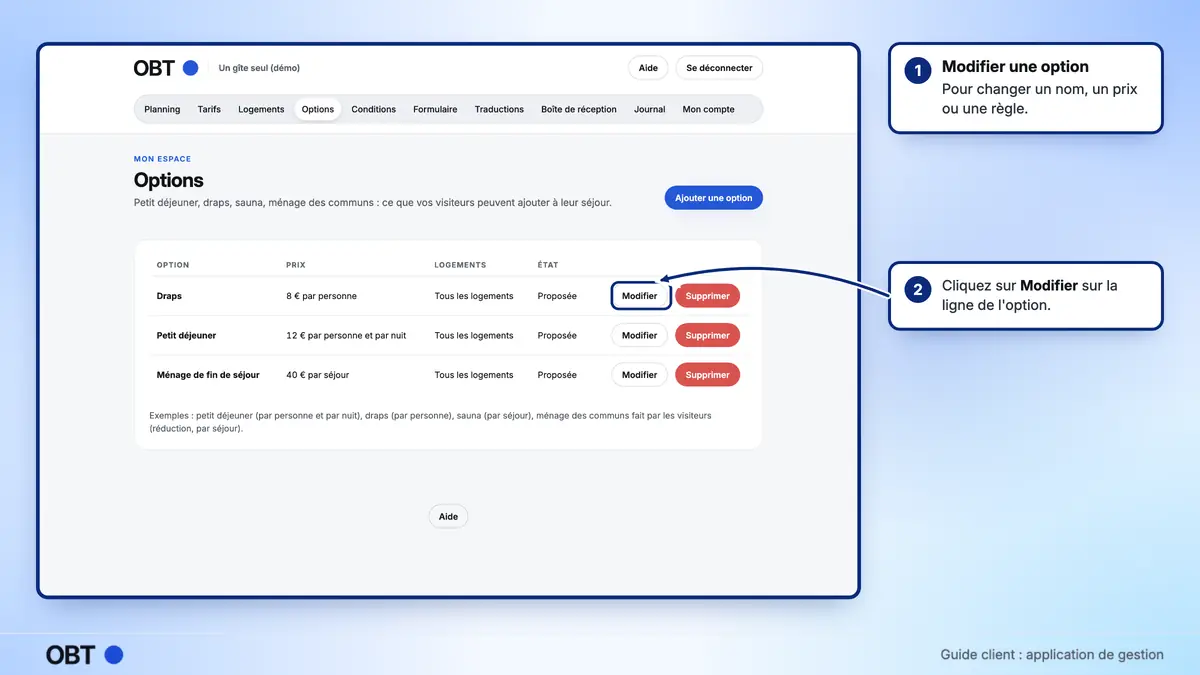 OBT
Un gîte seul (démo)
Aide
Se déconnecter
Planning
Tarifs
Logements
Options
Conditions
Formulaire
Traductions
Boîte de réception
Journal
Mon compte
MON ESPACE
Options
Petit déjeuner, draps, sauna, ménage des communs : ce que vos visiteurs peuvent ajouter à leur séjour.
Ajouter une option
OPTION PRIX LOGEMENTS ÉTAT
Draps 8 € par personne Tous les logements Proposée Modifier Supprimer
Petit déjeuner 12 € par personne et par nuit Tous les logements Proposée Modifier Supprimer
Ménage de fin de séjour 40 € par séjour Tous les logements Proposée Modifier Supprimer
Exemples : petit déjeuner (par personne et par nuit), draps (par personne), sauna (par séjour), ménage des communs fait par les visiteurs
(réduction, par séjour).
Aide
1 Modifier une option
Pour changer un nom, un prix
ou une règle.
2 Cliquez sur Modifier sur la
ligne de l'option.
OBT
Guide client : application de gestion